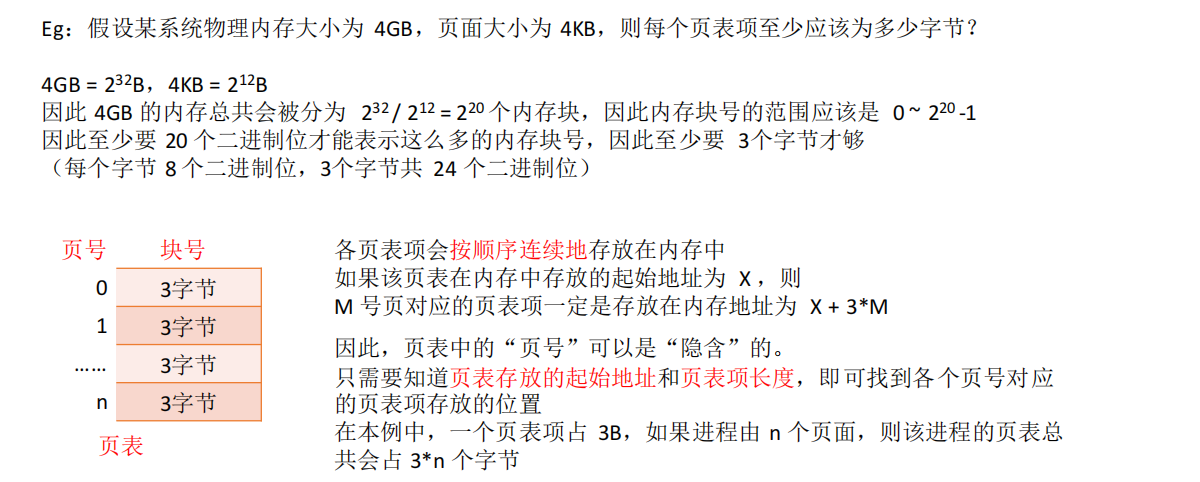 Eg：假设某系统物理内存大小为 4GB，页面大小为 4KB，则每个页表项至少应该为多少字节？
4GB = 2³²B，4KB = 2¹²B
因此 4GB 的内存总共会被分为 2³² / 2¹² = 2²⁰ 个内存块，因此内存块号的范围应该是 0 ~ 2²⁰ -1
因此至少要 20 个二进制位才能表示这么多的内存块号，因此至少要 3个字节才够
（每个字节 8 个二进制位，3个字节共 24 个二进制位）
页号 块号
0 3字节
1 3字节
…… 3字节
n 3字节
页表
各页表项会按顺序连续地存放在内存中
如果该页表在内存中存放的起始地址为 X ，则
M 号页对应的页表项一定是存放在内存地址为 X + 3*M
因此，页表中的“页号”可以是“隐含”的。
只需要知道页表存放的起始地址和页表项长度，即可找到各个页号对应
的页表项存放的位置
在本例中，一个页表项占 3B，如果进程由 n 个页面，则该进程的页表总
共会占 3*n 个字节